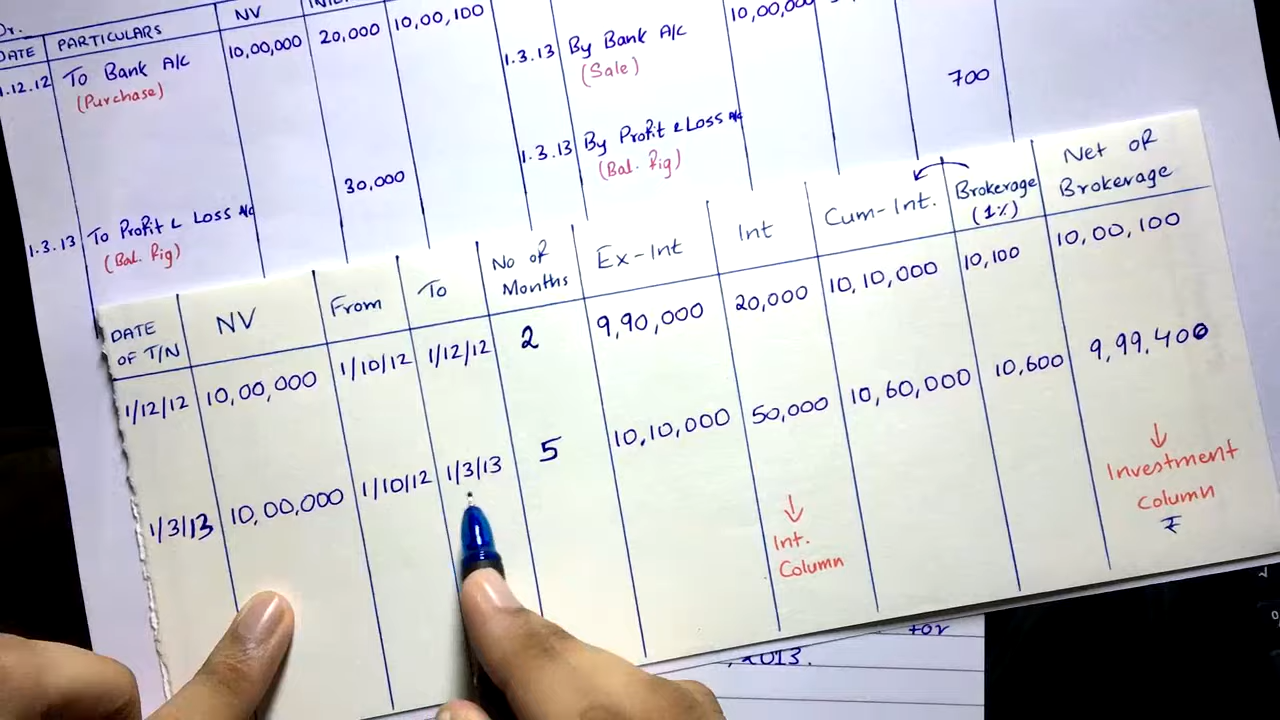 Dr.
DATE PARTICULARS NV
1.12.12 To Bank A/c 10,00,000 20,000 10,00,100
(Purchase)
30,000
1.3.13 To Profit & Loss A/c
(Bal. Fig)
1.3.13 By Bank A/c 10,00,000
(Sale)
700
1.3.13 By Profit & Loss A/c
(Bal. Fig)
DATE OF T/N NV From To No of Months Ex-Int Int Cum-Int. Brokerage (1%) Net of Brokerage
1/12/12 10,00,000 1/10/12 1/12/12 2 9,90,000 20,000 10,10,000 10,100 10,00,100
1/3/13 10,00,000 1/10/12 1/3/13 5 10,10,000 50,000 10,60,000 10,600 9,99,400
↓
Int.
Column
↓
Investment
Column
₹
for
2013.